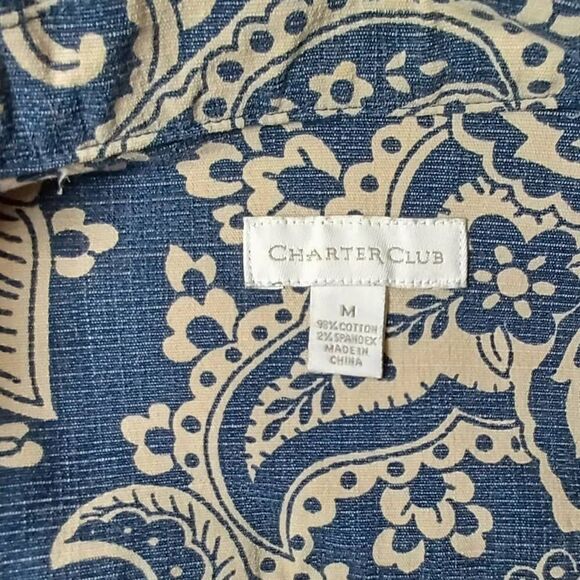 CHARTER CLUB
M
98% COTTON
2% SPANDEX
MADE IN
CHINA